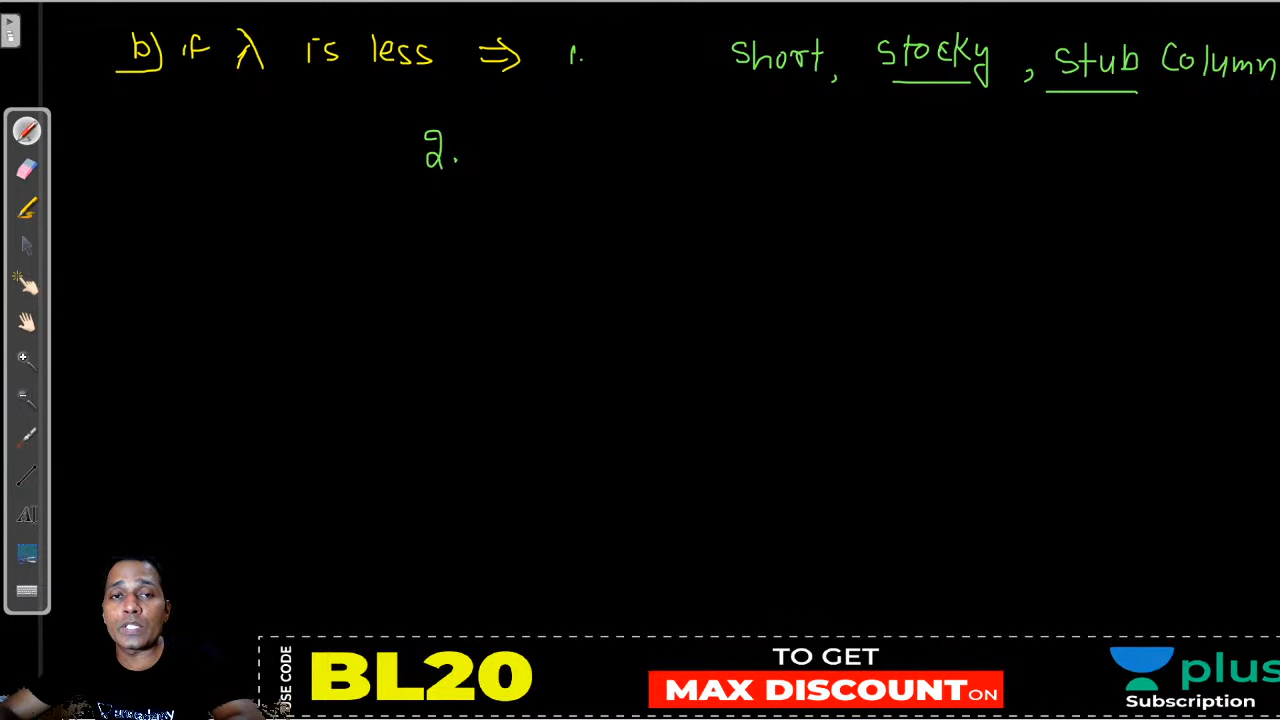 b) if λ is less ⇒ 1. Short, Stocky, Stub Column
2.
A|
USE CODE
BL20
TO GET
MAX DISCOUNT ON
plus
Subscription